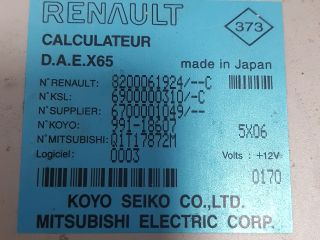 RENAULT
373
CALCULATEUR
D.A.E.X65
made in Japan
N°RENAULT: 8200061924/--C
N°KSL: 6900000310/-C
N°SUPPLIER: 6700001049/--
N°KOYO: 991-18607
N°MITSUBISHI: Q1T17872M
5X06
Logiciel: 0003
Volts : +12V
0170
KOYO SEIKO CO.,LTD.
MITSUBISHI ELECTRIC CORP.